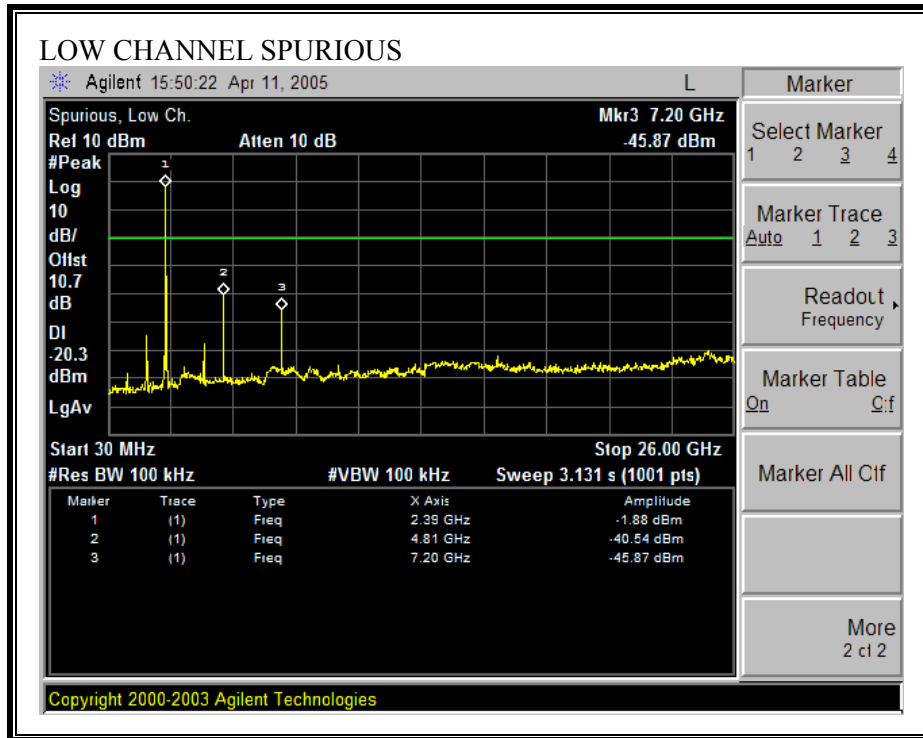 LOW CHANNEL SPURIOUS
Agilent 15:50:22 Apr 11, 2005 L
Marker
Spurious, Low Ch. Mkr3 7.20 GHz
Ref 10 dBm Atten 10 dB -45.87 dBm
#Peak
Log
10
dB/
Offst
10.7
dB
DI
-20.3
dBm
LgAv
1
2
3
Start 30 MHz Stop 26.00 GHz
#Res BW 100 kHz #VBW 100 kHz Sweep 3.131 s (1001 pts)
Marker Trace Type X Axis Amplitude
1 (1) Freq 2.39 GHz -1.88 dBm
2 (1) Freq 4.81 GHz -40.54 dBm
3 (1) Freq 7.20 GHz -45.87 dBm
Select Marker
1 2 3 4
Marker Trace
Auto 1 2 3
Readout
Frequency
Marker Table
On Off
Marker All Off
More
2 of 2
Copyright 2000-2003 Agilent Technologies